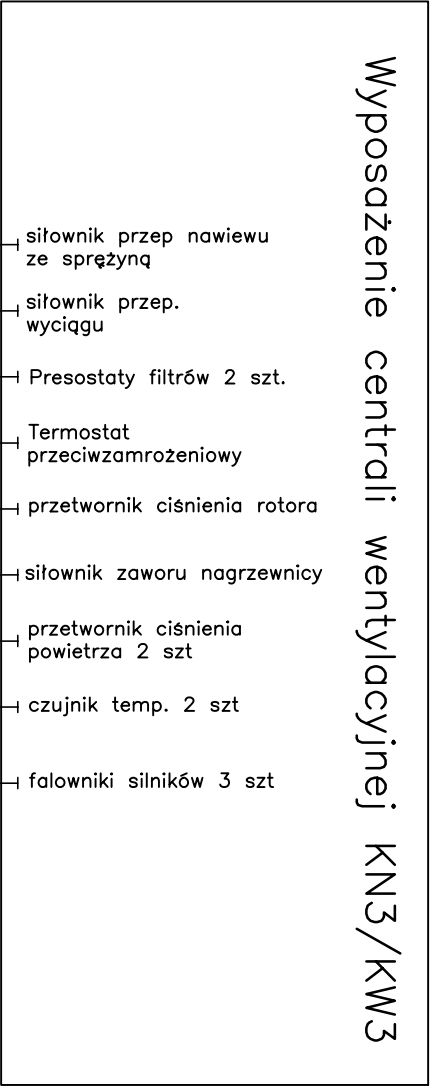 Wyposażenie centrali wentylacyjnej KN3/KW3
siłownik przep nawiewu
ze sprężyną
siłownik przep.
wyciągu
Presostaty filtrów 2 szt.
Termostat
przeciwzamrożeniowy
przetwornik ciśnienia rotora
siłownik zaworu nagrzewnicy
przetwornik ciśnienia
powietrza 2 szt
czujnik temp. 2 szt
falowniki silników 3 szt